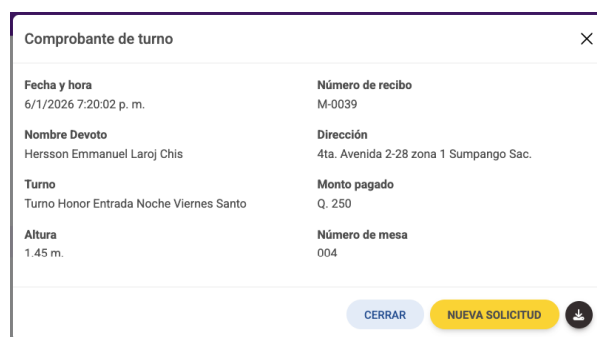 Comprobante de turno
Fecha y hora
6/1/2026 7:20:02 p. m.
Número de recibo
M-0039
Nombre Devoto
Hersson Emmanuel Laroj Chis
Dirección
4ta. Avenida 2-28 zona 1 Sumpango Sac.
Turno
Turno Honor Entrada Noche Viernes Santo
Monto pagado
Q. 250
Altura
1.45 m.
Número de mesa
004
CERRAR
NUEVA SOLICITUD